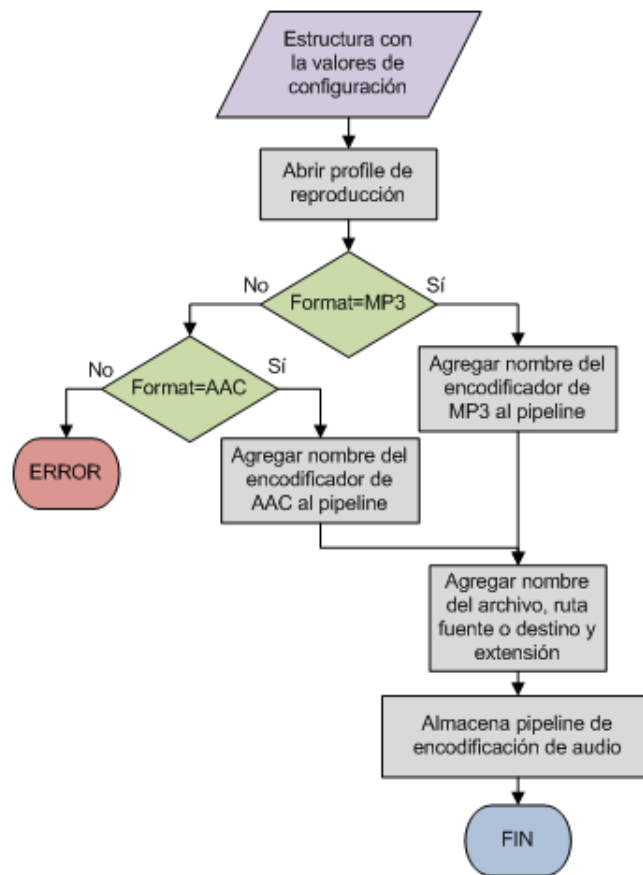 Estructura con
la valores de
configuración
Abrir profile de
reproducción
No
Sí
Format=MP3
No
Sí
Format=AAC
Agregar nombre del
encodificador de
MP3 al pipeline
ERROR
Agregar nombre del
encodificador de
AAC al pipeline
Agregar nombre
del archivo, ruta
fuente o destino y
extensión
Almacena pipeline de
encodificación de audio
FIN